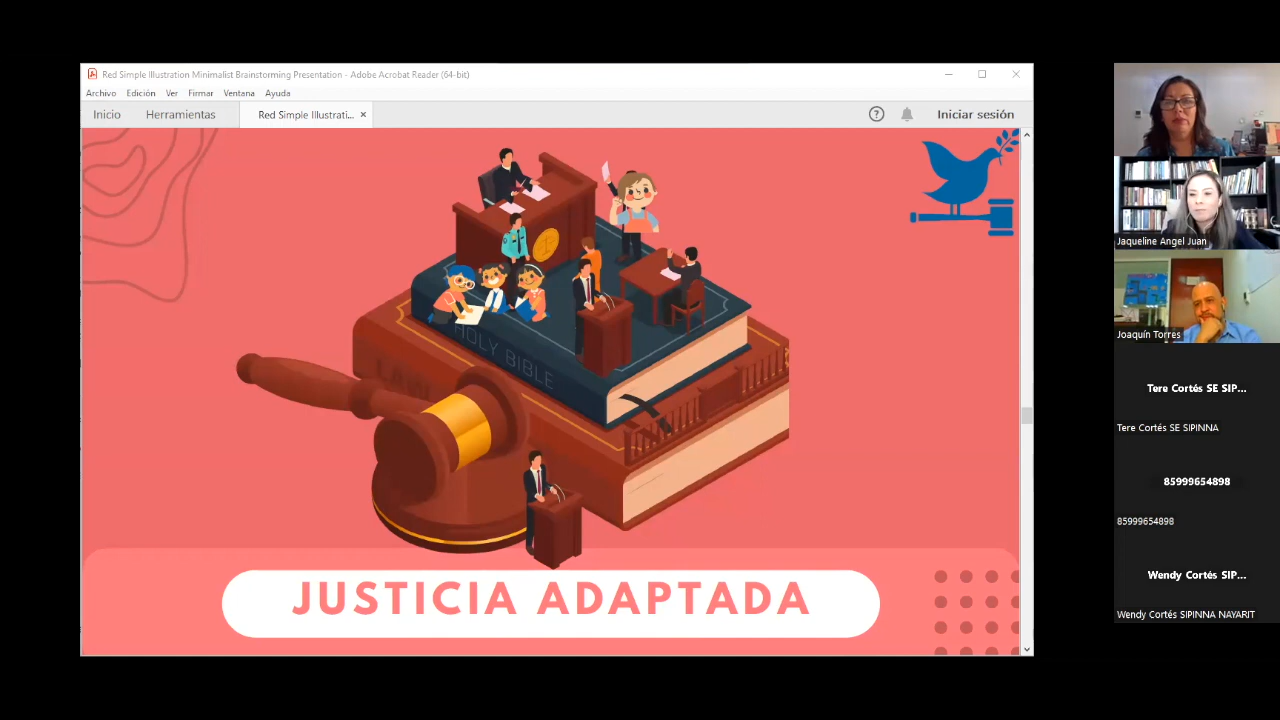 Red Simple Illustration Minimalist Brainstorming Presentation - Adobe Acrobat Reader (64-bit)
Archivo Edición Ver Firmar Ventana Ayuda
Inicio Herramientas Red Simple Illustrati... × Iniciar sesión
HOLY BIBLE
LAW
JUSTICIA ADAPTADA
Jaqueline Angel Juan
Joaquín Torres
Tere Cortés SE SIP...
Tere Cortés SE SIPINNA
85999654898
85999654898
Wendy Cortés SIP...
Wendy Cortés SIPINNA NAYARIT